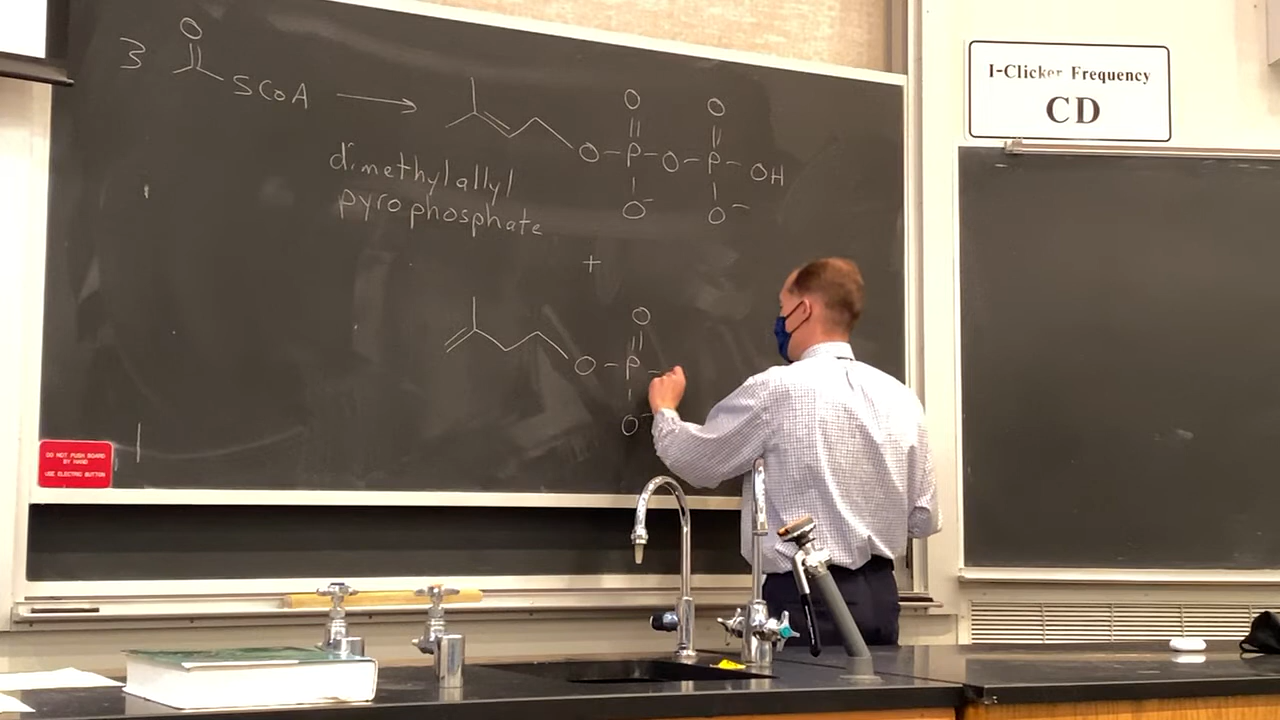 3
O
SCoA
O O
O-P-O-P-OH
O⁻ O⁻
dimethylallyl
pyrophosphate
+
O
O-P-
O⁻
I-Clicker Frequency
CD
DO NOT PUSH BOARD
BY HAND
USE ELECTRIC BUTTON